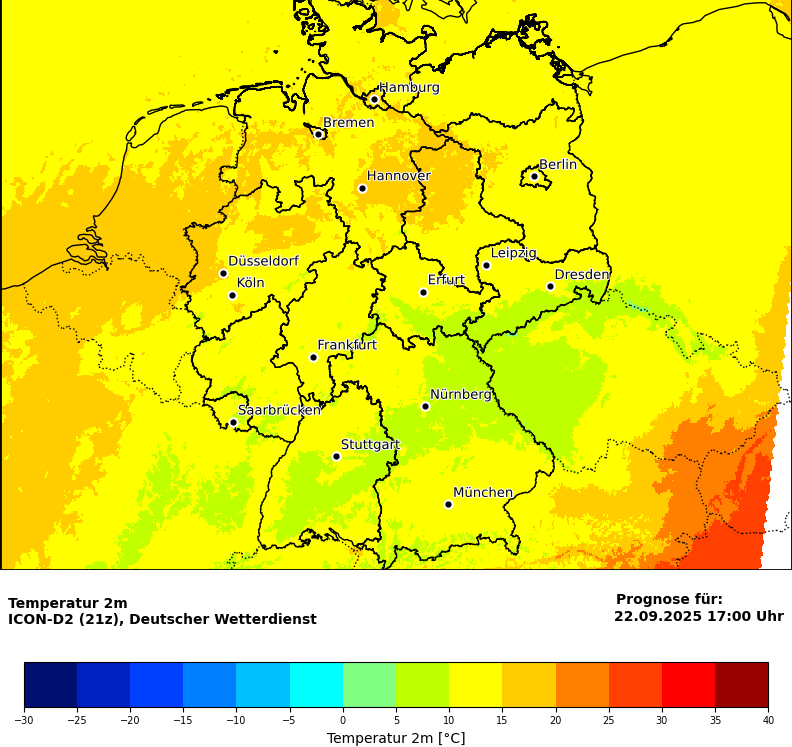 Hamburg
Bremen
Berlin
Hannover
Leipzig
Düsseldorf
Dresden
Erfurt
Köln
Frankfurt
Nürnberg
Saarbrücken
Stuttgart
München
Temperatur 2m
ICON-D2 (21z), Deutscher Wetterdienst
Prognose für:
22.09.2025 17:00 Uhr
−30 −25 −20 −15 −10 −5 0 5 10 15 20 25 30 35 40
Temperatur 2m [°C]